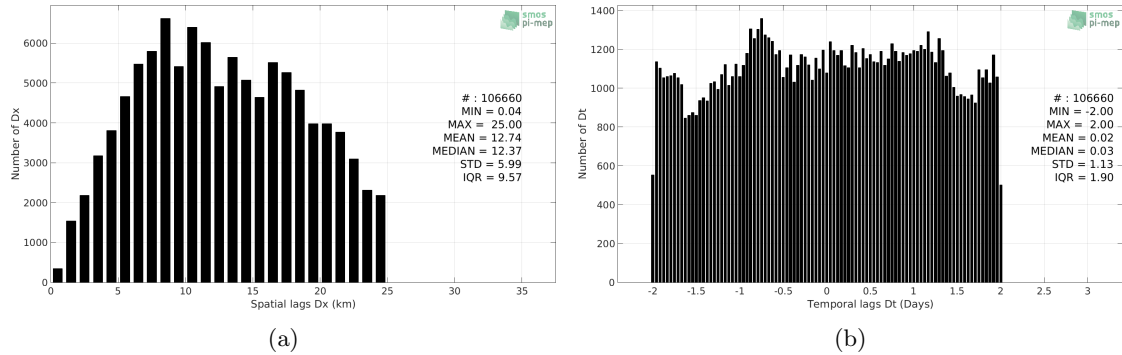 smos
pi-mep
6000
5000
4000
3000
2000
1000
0
Number of Dx
# : 106660
MIN = 0.04
MAX = 25.00
MEAN = 12.74
MEDIAN = 12.37
STD = 5.99
IQR = 9.57
0 5 10 15 20 25 30 35
Spatial lags Dx (km)
(a)
smos
pi-mep
1400
1200
1000
800
600
400
200
0
Number of Dt
# : 106660
MIN = -2.00
MAX = 2.00
MEAN = 0.02
MEDIAN = 0.03
STD = 1.13
IQR = 1.90
-2 -1.5 -1 -0.5 0 0.5 1 1.5 2 2.5 3
Temporal lags Dt (Days)
(b)